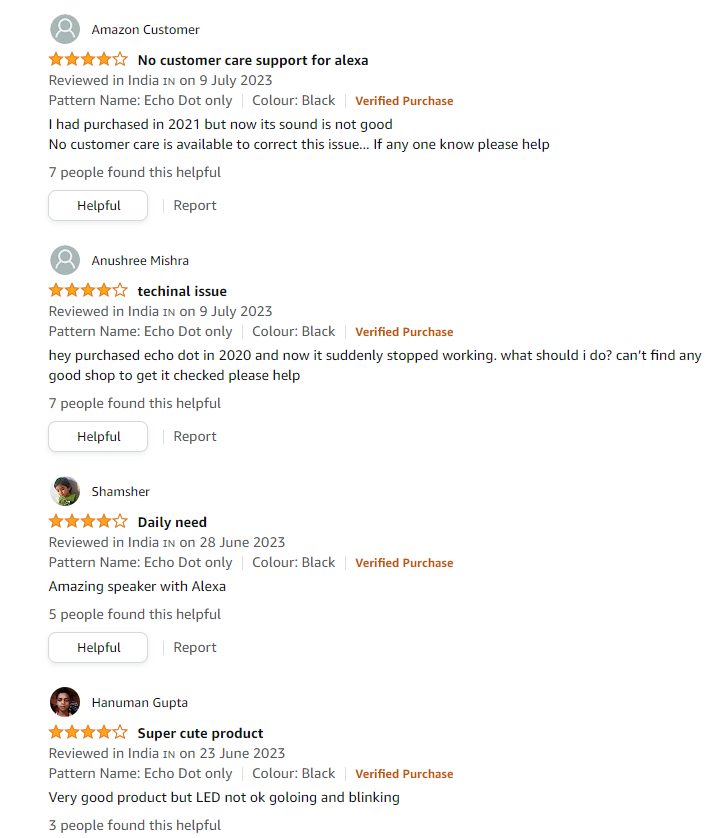 Amazon Customer
No customer care support for alexa
Reviewed in India IN on 9 July 2023
Pattern Name: Echo Dot only | Colour: Black | Verified Purchase
I had purchased in 2021 but now its sound is not good
No customer care is available to correct this issue... If any one know please help
7 people found this helpful
Helpful | Report
Anushree Mishra
techinal issue
Reviewed in India IN on 9 July 2023
Pattern Name: Echo Dot only | Colour: Black | Verified Purchase
hey purchased echo dot in 2020 and now it suddenly stopped working. what should i do? can't find any
good shop to get it checked please help
7 people found this helpful
Helpful | Report
Shamsher
Daily need
Reviewed in India IN on 28 June 2023
Pattern Name: Echo Dot only | Colour: Black | Verified Purchase
Amazing speaker with Alexa
5 people found this helpful
Helpful | Report
Hanuman Gupta
Super cute product
Reviewed in India IN on 23 June 2023
Pattern Name: Echo Dot only | Colour: Black | Verified Purchase
Very good product but LED not ok goloing and blinking
3 people found this helpful